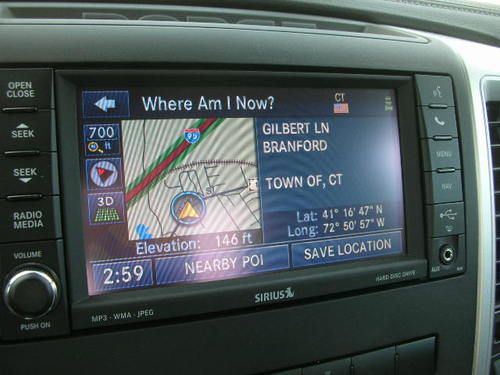 DODGE
OPEN
CLOSE
SEEK
SEEK
RADIO
MEDIA
VOLUME
PUSH ON
Where Am I Now?
CT
700
ft
3D
95
ST
Elevation: 146 ft
GILBERT LN
BRANFORD
TOWN OF, CT
Lat: 41° 16'47"N
Long: 72° 50'57"W
2:59
NEARBY POI
SAVE LOCATION
MP3 - WMA - JPEG
SIRIUS
HARD DISC DRIVE
MENU
NAV
AUX